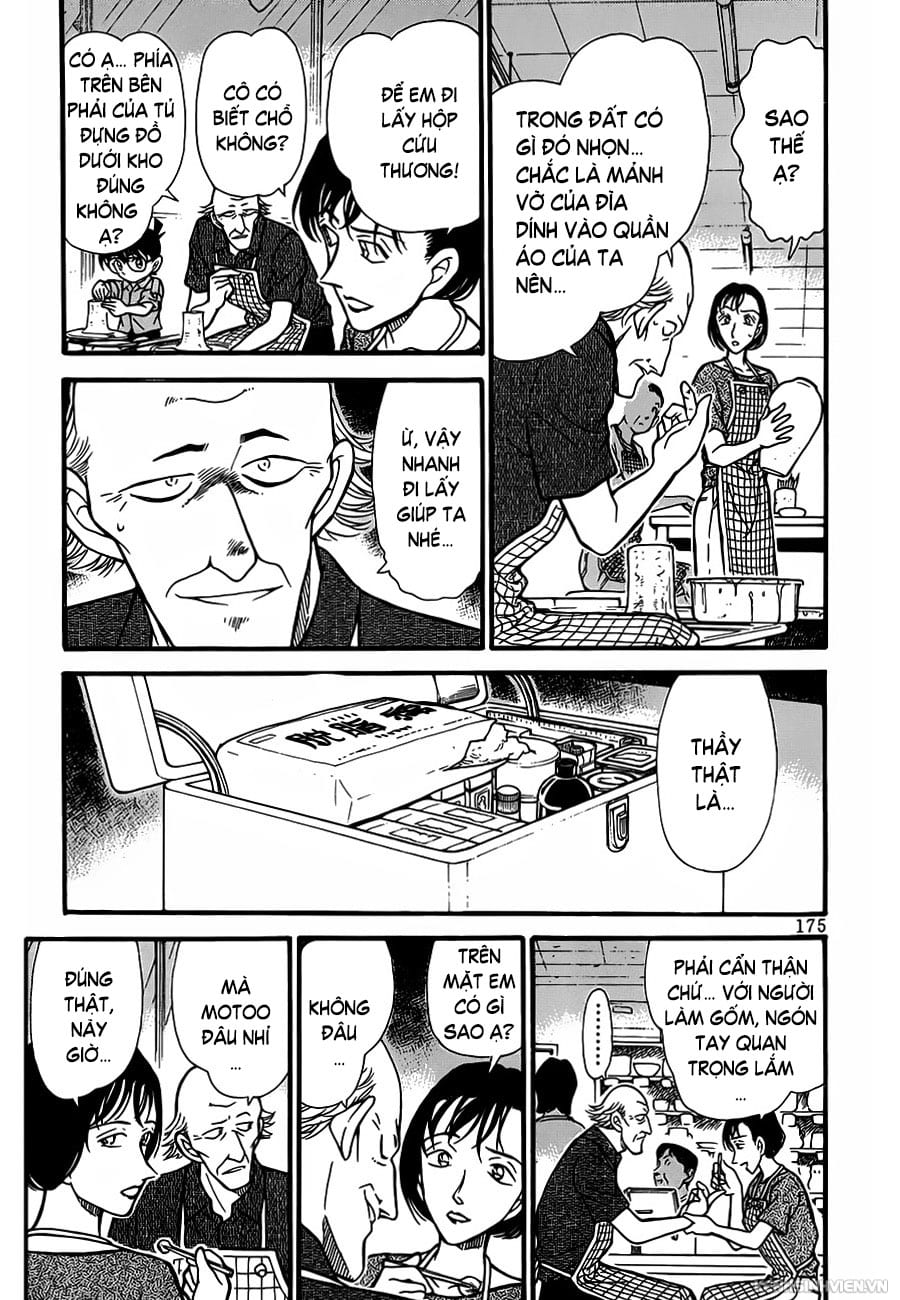 SAO
THẾ
Ạ?
TRONG ĐẤT CÓ
GÌ ĐÓ NHỌN...
CHẮC LÀ MẢNH
VỠ CỦA ĐĨA
DÍNH VÀO QUẦN
ÁO CỦA TA
NÊN...
ĐỂ EM ĐI
LẤY HỘP
CỨU
THƯƠNG!
CÔ CÓ
BIẾT CHỖ
KHÔNG?
CÓ Ạ... PHÍA
TRÊN BÊN
PHẢI CỦA TỦ
ĐỰNG ĐỒ
DƯỚI KHO
ĐÚNG
KHÔNG
Ạ?
Ừ, VẬY
NHANH
ĐI LẤY
GIÚP TA
NHÉ...
THẦY
THẬT
LÀ...
175
PHẢI CẨN THẬN
CHỨ... VỚI NGƯỜI
LÀM GỐM, NGÓN
TAY QUAN
TRỌNG LẮM
...
TRÊN
MẶT EM
CÓ GÌ
SAO Ạ?
KHÔNG
ĐÂU
...
MÀ
MOTOO
ĐÂU NHỈ
...
ĐÚNG
THẬT,
NÀY
GIỜ...